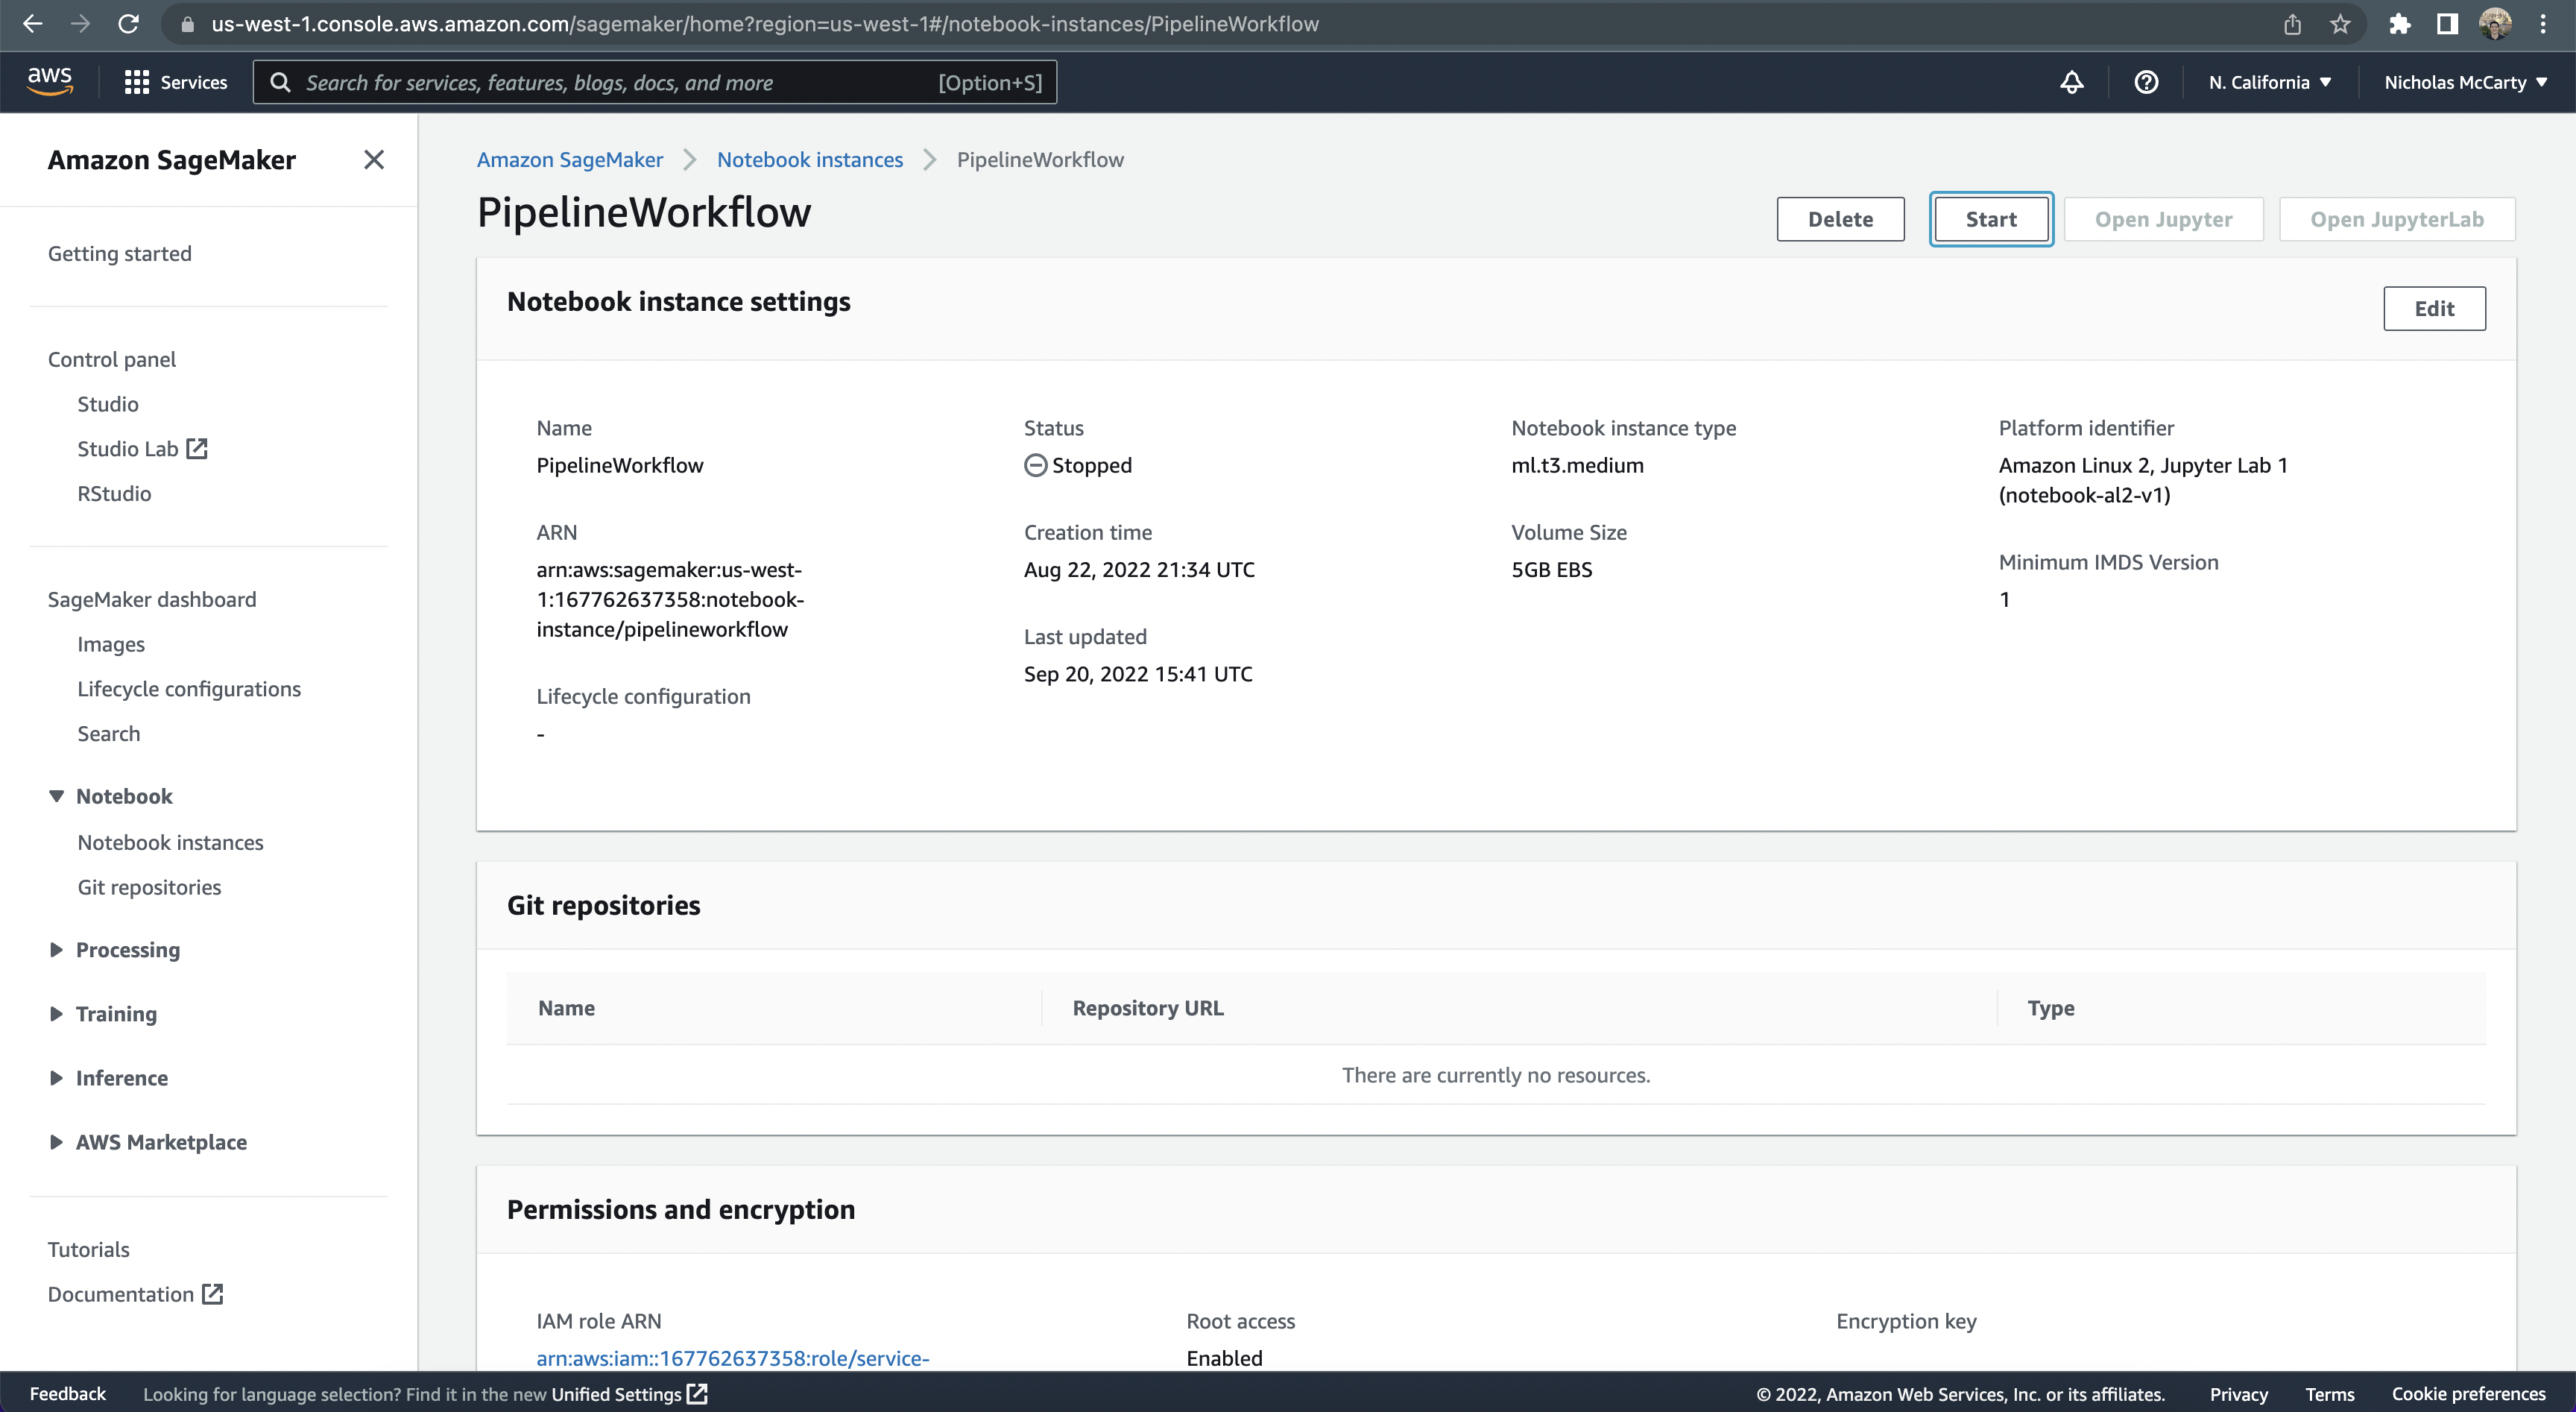 us-west-1.console.aws.amazon.com/sagemaker/home?region=us-west-1#/notebook-instances/PipelineWorkflow
aws
Services
Search for services, features, blogs, docs, and more
[Option+S]
N. California
Nicholas McCarty
Amazon SageMaker
Getting started
Control panel
Studio
Studio Lab
RStudio
SageMaker dashboard
Images
Lifecycle configurations
Search
Notebook
Notebook instances
Git repositories
Processing
Training
Inference
AWS Marketplace
Tutorials
Documentation
Amazon SageMaker
Notebook instances
PipelineWorkflow
PipelineWorkflow
Delete
Start
Open Jupyter
Open JupyterLab
Notebook instance settings
Edit
Name
PipelineWorkflow
ARN
arn:aws:sagemaker:us-west-
1:167762637358:notebook-
instance/pipelineworkflow
Lifecycle configuration
-
Status
Stopped
Creation time
Aug 22, 2022 21:34 UTC
Last updated
Sep 20, 2022 15:41 UTC
Notebook instance type
ml.t3.medium
Volume Size
5GB EBS
Platform identifier
Amazon Linux 2, Jupyter Lab 1
(notebook-al2-v1)
Minimum IMDS Version
1
Git repositories
Name
Repository URL
Type
There are currently no resources.
Permissions and encryption
IAM role ARN
arn:aws:iam::167762637358:role/service-
Root access
Enabled
Encryption key
Feedback
Looking for language selection? Find it in the new Unified Settings
© 2022, Amazon Web Services, Inc. or its affiliates.
Privacy
Terms
Cookie preferences